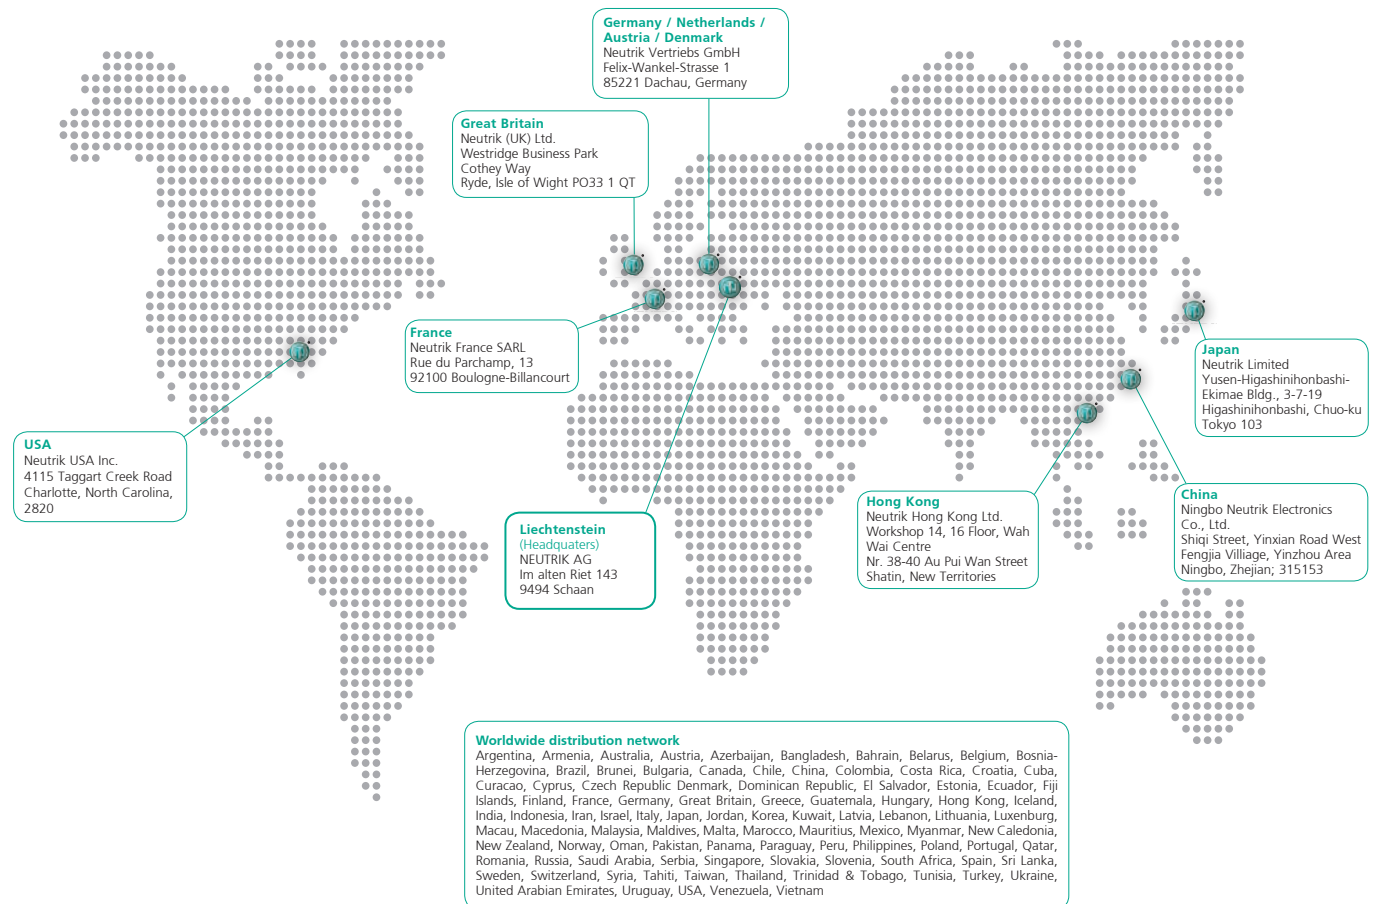 Germany / Netherlands /
Austria / Denmark
Neutrik Vertriebs GmbH
Felix-Wankel-Strasse 1
85221 Dachau, Germany
Great Britain
Neutrik (UK) Ltd.
Westridge Business Park
Cothey Way
Ryde, Isle of Wight PO33 1 QT
France
Neutrik France SARL
Rue du Parchamp, 13
92100 Boulogne-Billancourt
Japan
Neutrik Limited
Yusen-Higashinihonbashi-
Ekimae Bldg., 3-7-19
Higashinihonbashi, Chuo-ku
Tokyo 103
USA
Neutrik USA Inc.
4115 Taggart Creek Road
Charlotte, North Carolina,
2820
Liechtenstein
(Headquaters)
NEUTRIK AG
Im alten Riet 143
9494 Schaan
Hong Kong
Neutrik Hong Kong Ltd.
Workshop 14, 16 Floor, Wah
Wai Centre
Nr. 38-40 Au Pui Wan Street
Shatin, New Territories
China
Ningbo Neutrik Electronics
Co., Ltd.
Shiqi Street, Yinxian Road West
Fengjia Villiage, Yinzhou Area
Ningbo, Zhejian; 315153
Worldwide distribution network
Argentina, Armenia, Australia, Austria, Azerbaijan, Bangladesh, Bahrain, Belarus, Belgium, Bosnia-
Herzegovina, Brazil, Brunei, Bulgaria, Canada, Chile, China, Colombia, Costa Rica, Croatia, Cuba,
Curacao, Cyprus, Czech Republic Denmark, Dominican Republic, El Salvador, Estonia, Ecuador, Fiji
Islands, Finland, France, Germany, Great Britain, Greece, Guatemala, Hungary, Hong Kong, Iceland,
India, Indonesia, Iran, Israel, Italy, Japan, Jordan, Korea, Kuwait, Latvia, Lebanon, Lithuania, Luxenburg,
Macau, Macedonia, Malaysia, Maldives, Malta, Marocco, Mauritius, Mexico, Myanmar, New Caledonia,
New Zealand, Norway, Oman, Pakistan, Panama, Paraguay, Peru, Philippines, Poland, Portugal, Qatar,
Romania, Russia, Saudi Arabia, Serbia, Singapore, Slovakia, Slovenia, South Africa, Spain, Sri Lanka,
Sweden, Switzerland, Syria, Tahiti, Taiwan, Thailand, Trinidad & Tobago, Tunisia, Turkey, Ukraine,
United Arabian Emirates, Uruguay, USA, Venezuela, Vietnam